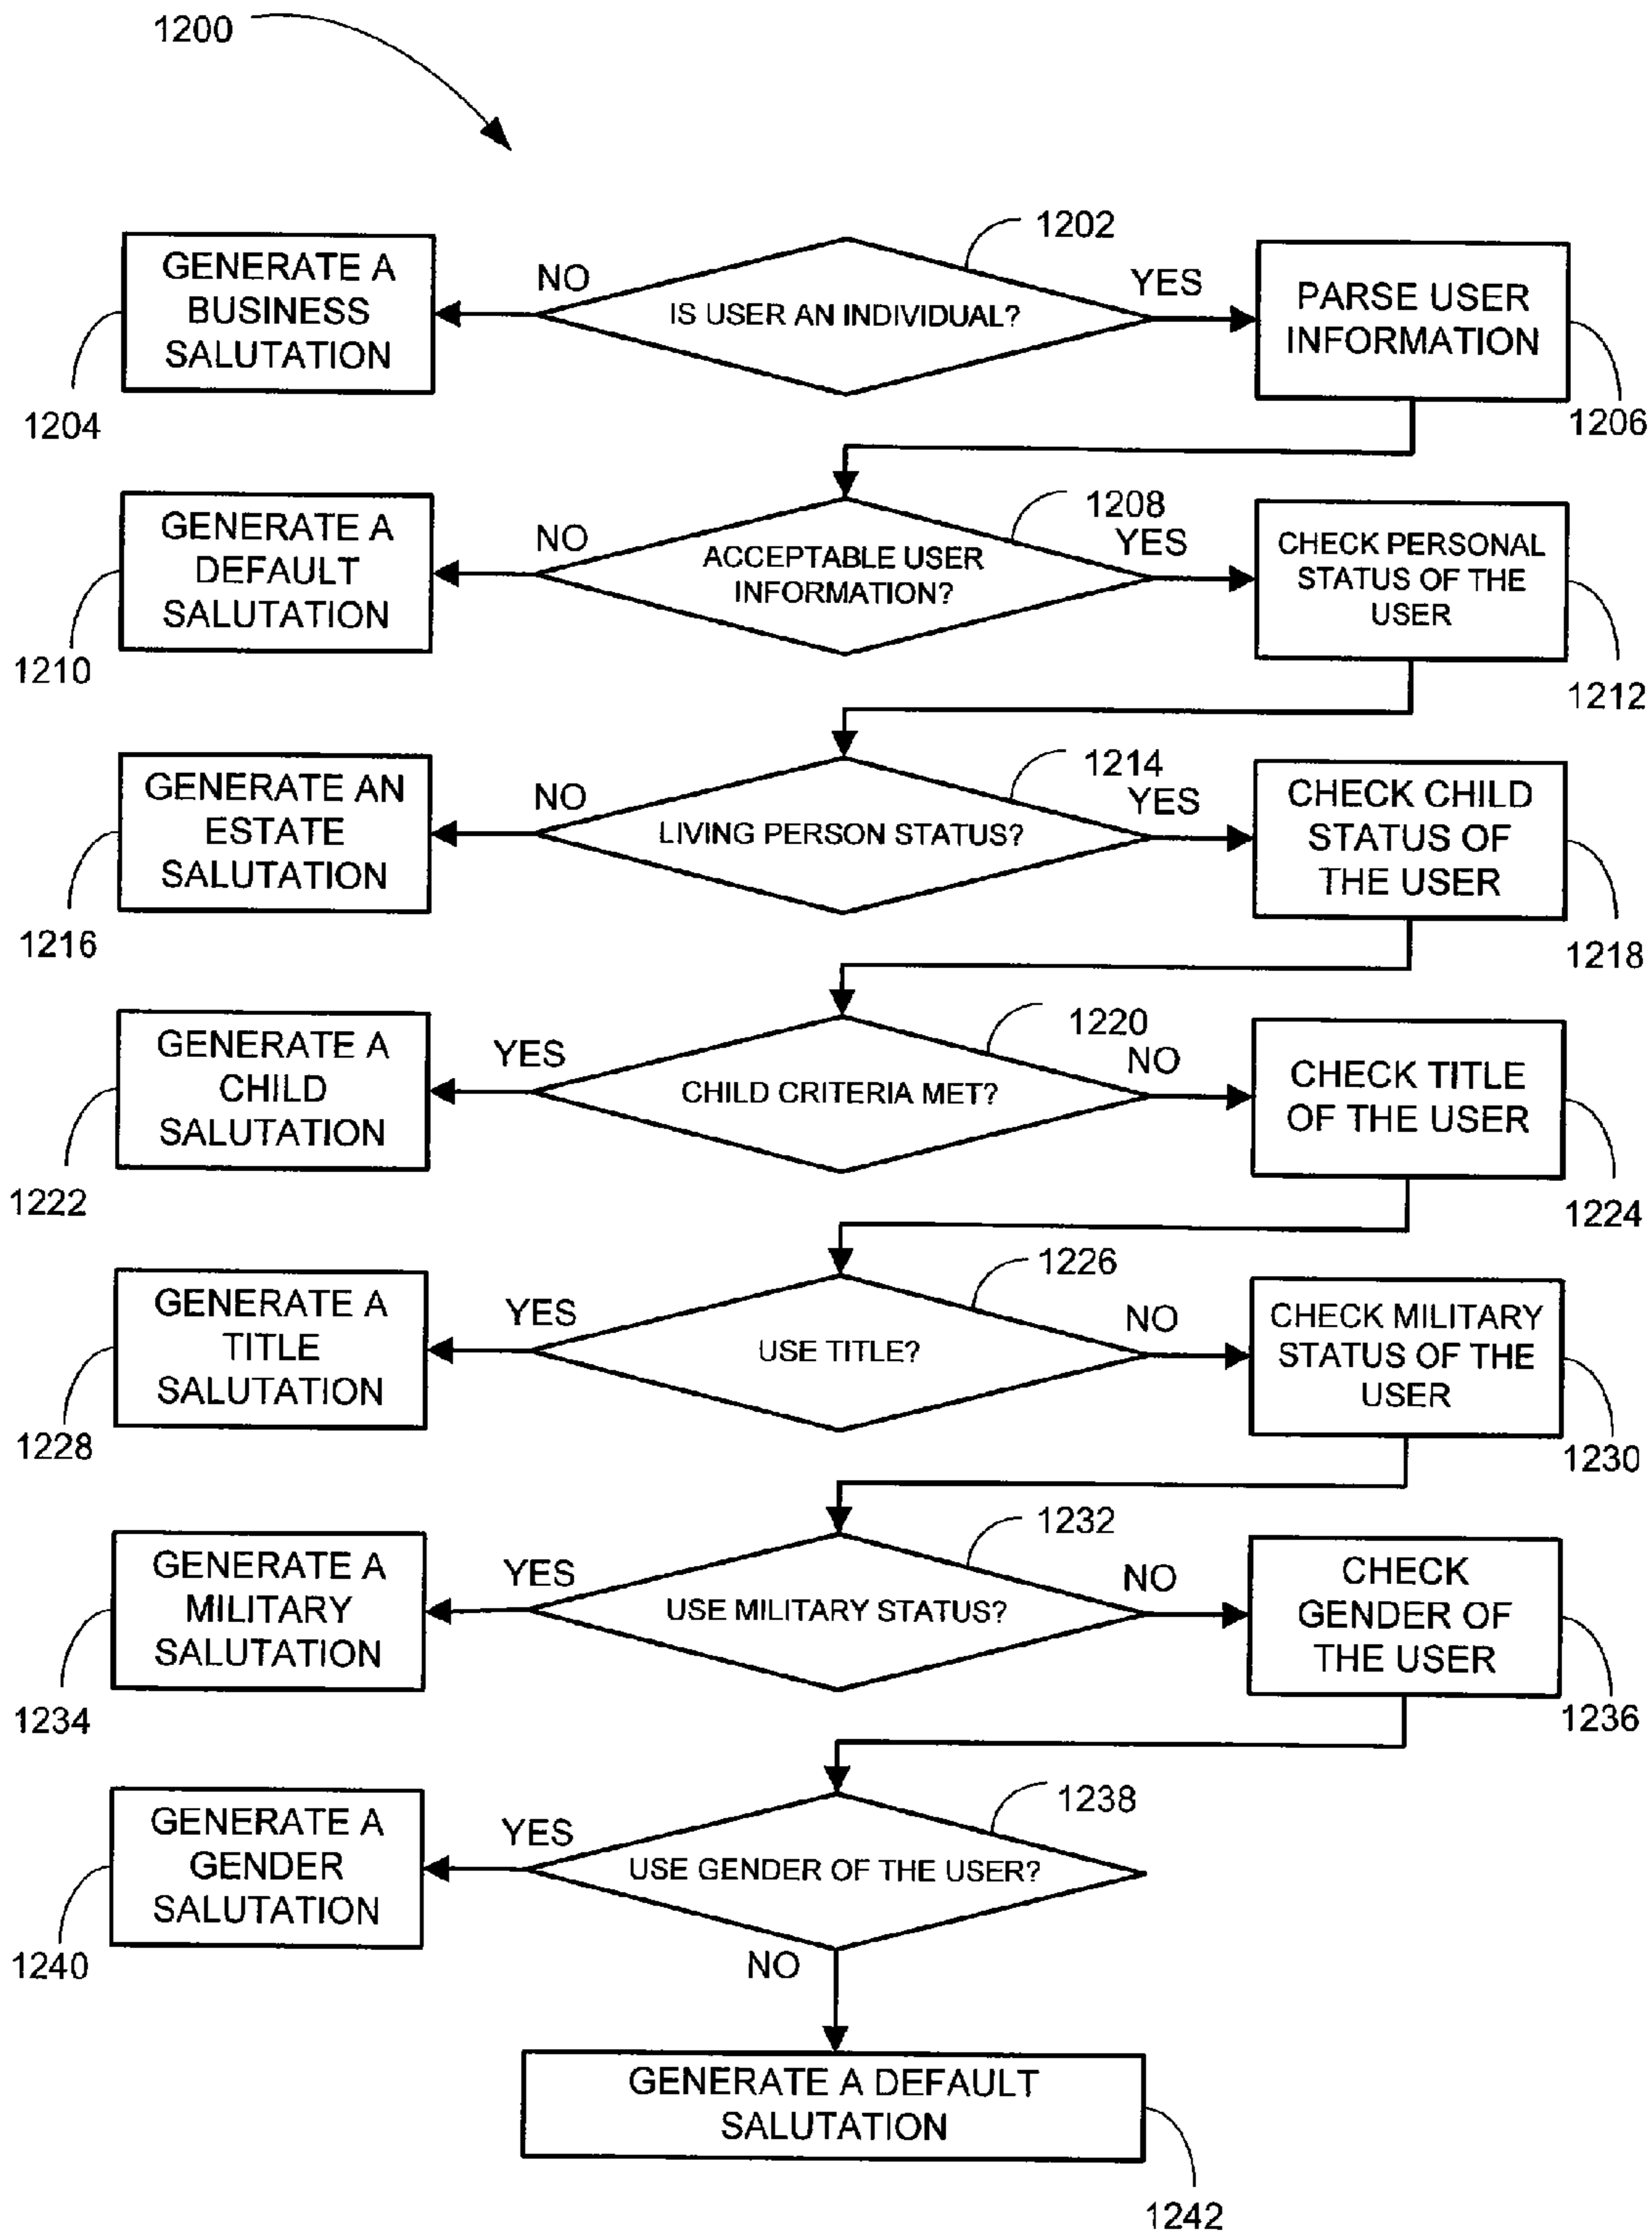 1200
1202
GENERATE A
BUSINESS
SALUTATION
NO
IS USER AN INDIVIDUAL?
YES
PARSE USER
INFORMATION
1204
1206
GENERATE A
DEFAULT
SALUTATION
NO
ACCEPTABLE USER
INFORMATION?
1208
YES
CHECK PERSONAL
STATUS OF THE
USER
1210
1212
GENERATE AN
ESTATE
SALUTATION
NO
LIVING PERSON STATUS?
1214
YES
CHECK CHILD
STATUS OF
THE USER
1216
1218
GENERATE A
CHILD
SALUTATION
YES
CHILD CRITERIA MET?
1220
NO
CHECK TITLE
OF THE USER
1222
1224
GENERATE A
TITLE
SALUTATION
YES
USE TITLE?
1226
NO
CHECK MILITARY
STATUS OF THE
USER
1228
1230
GENERATE A
MILITARY
SALUTATION
YES
USE MILITARY STATUS?
1232
NO
CHECK
GENDER OF
THE USER
1234
1236
GENERATE A
GENDER
SALUTATION
YES
USE GENDER OF THE USER?
1238
1240
NO
GENERATE A DEFAULT
SALUTATION
1242